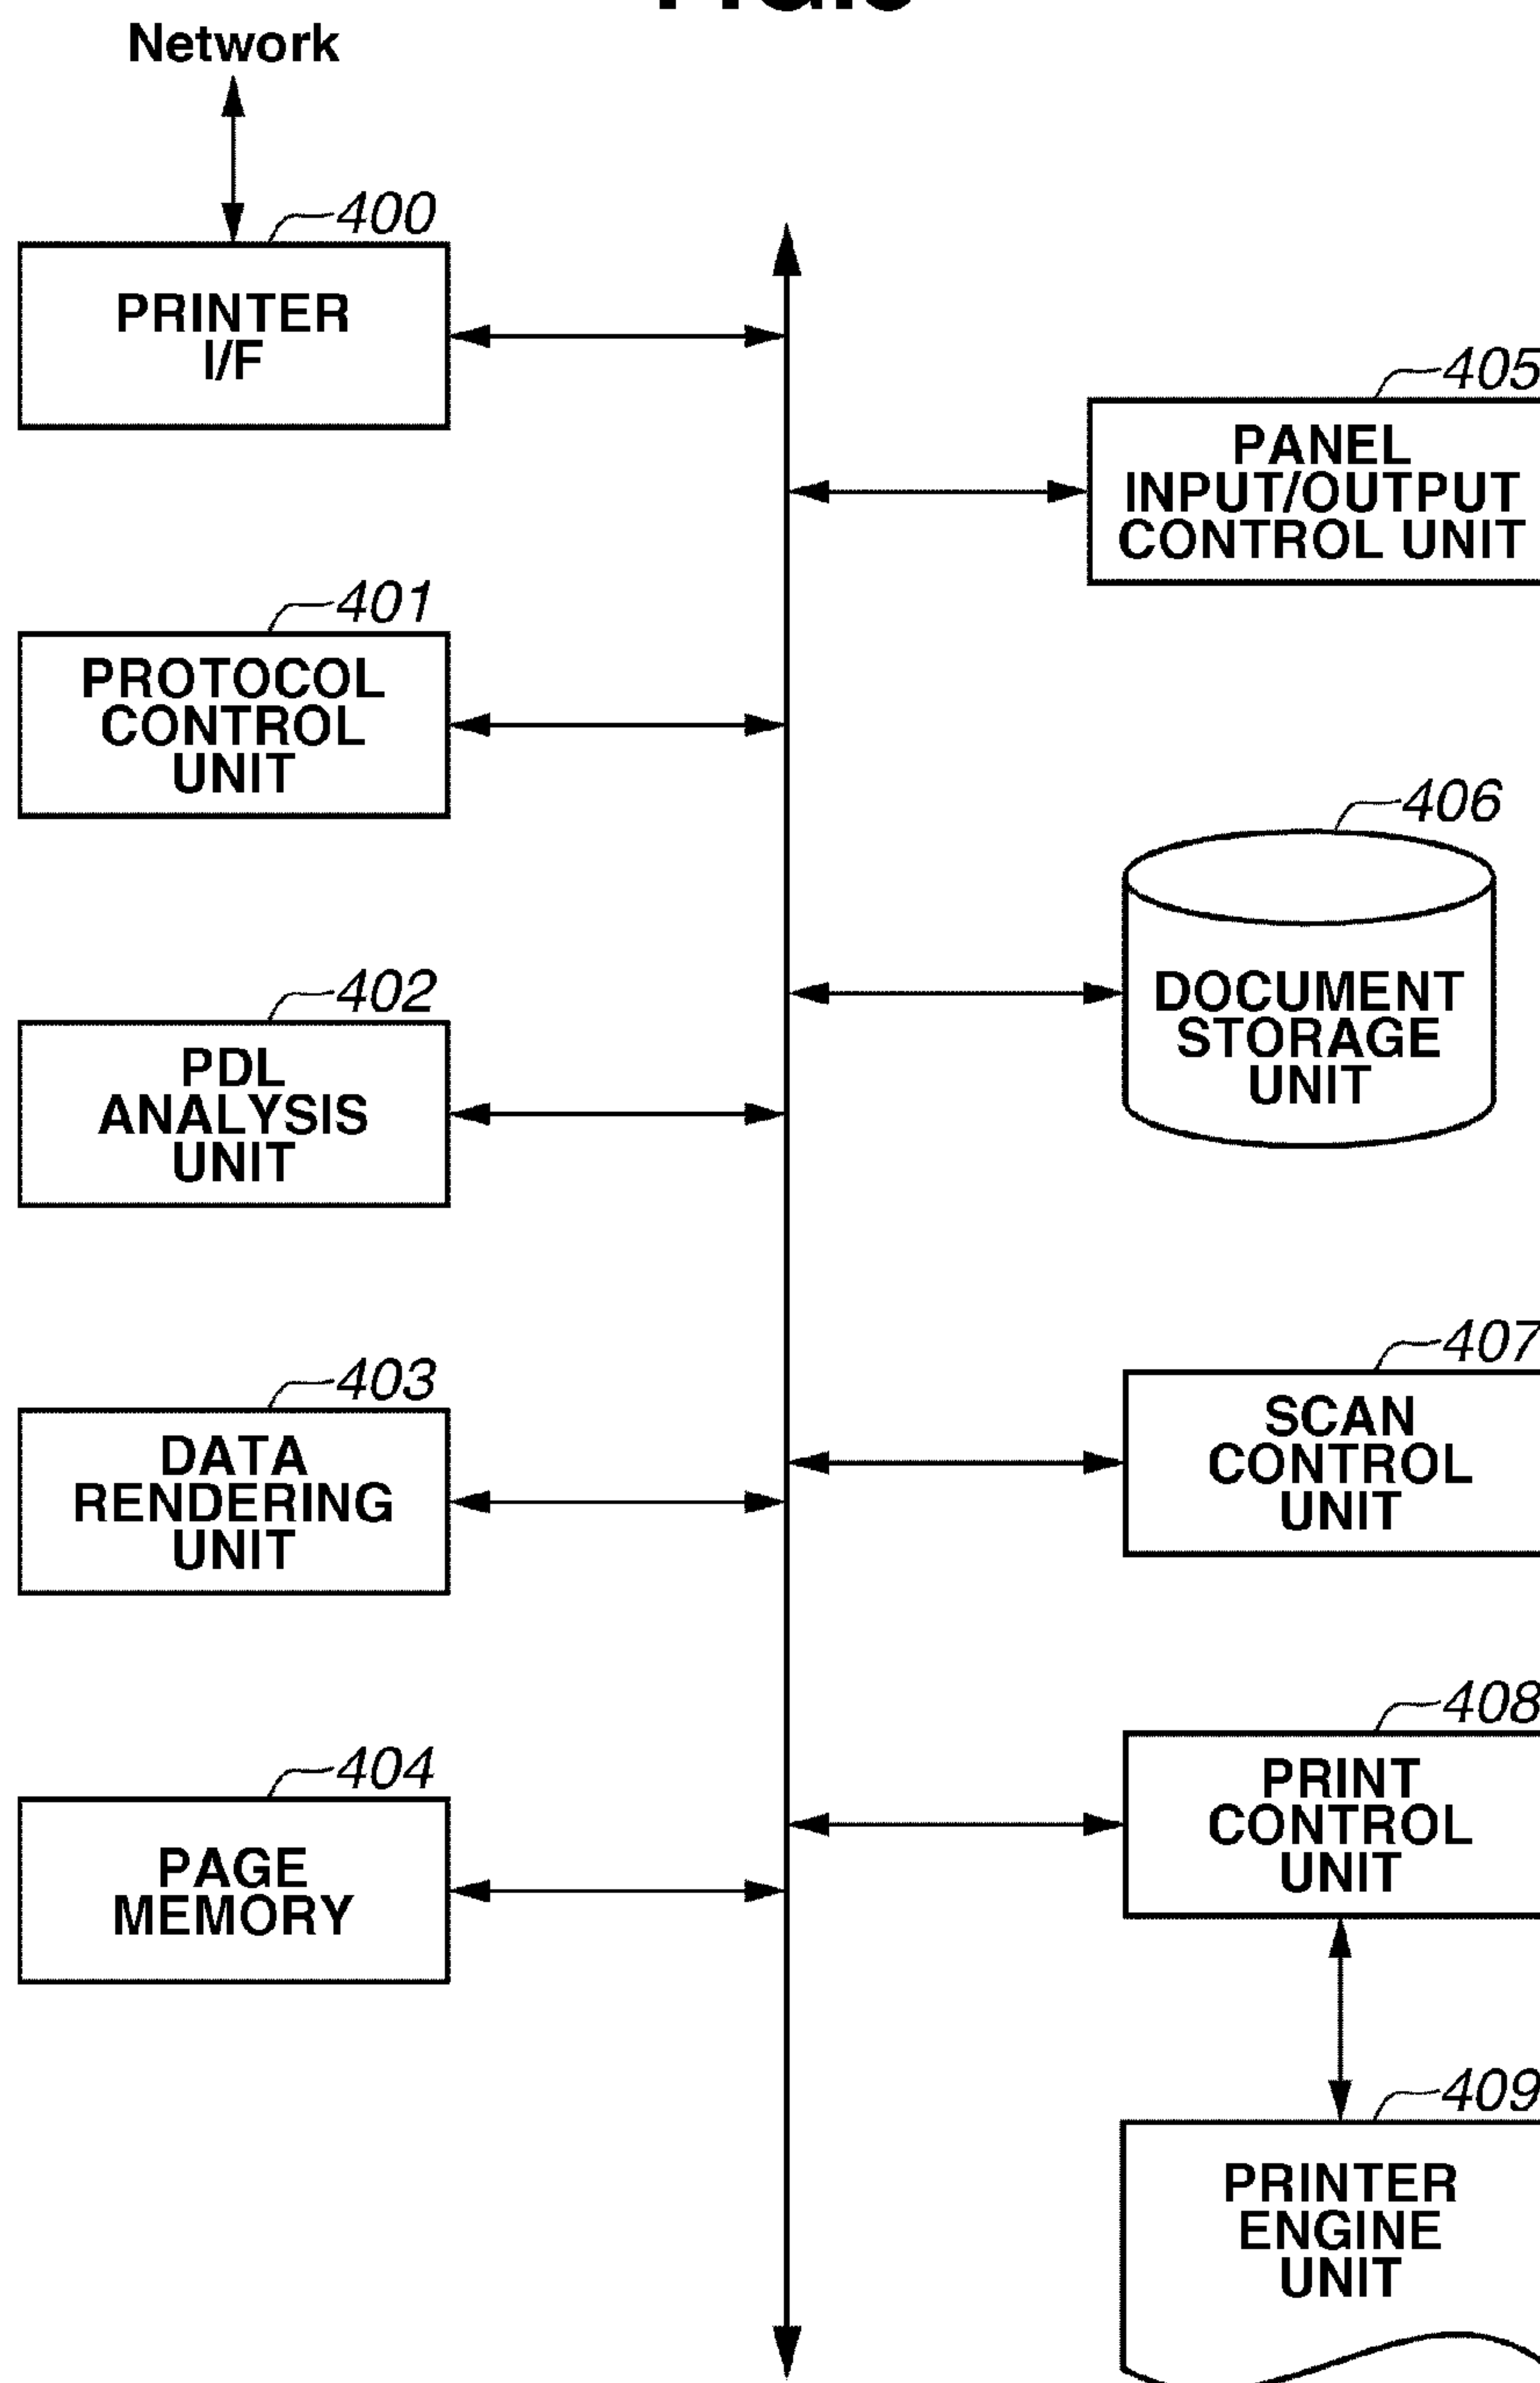 Network
400
PRINTER
I/F
405
PANEL
INPUT/OUTPUT
CONTROL UNIT
401
PROTOCOL
CONTROL
UNIT
406
DOCUMENT
STORAGE
UNIT
402
PDL
ANALYSIS
UNIT
407
SCAN
CONTROL
UNIT
403
DATA
RENDERING
UNIT
408
PRINT
CONTROL
UNIT
404
PAGE
MEMORY
409
PRINTER
ENGINE
UNIT